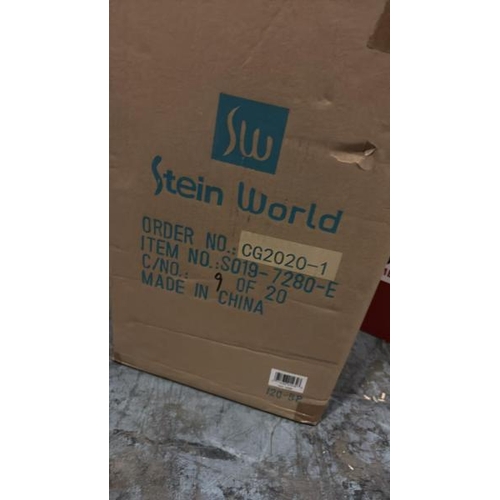 SW
Stein World
ORDER NO.: CG2020-1
ITEM NO.: S019-7280-E
C/NO.: 9 OF 20
MADE IN CHINA